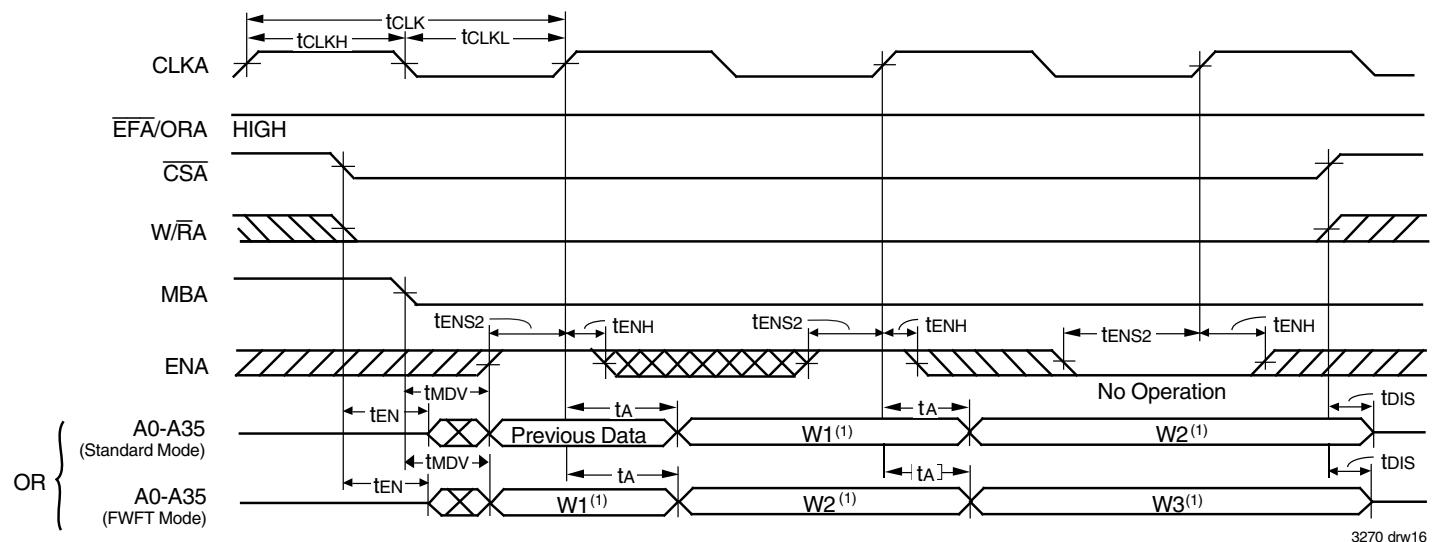 tCLK
tCLKH
tCLKL
CLKA
EFA/ORA HIGH
CSA
W/RA
MBA
tENS2 tENH tENS2 tENH tENS2 tENH
ENA
No Operation
tMDV
tEN tA tA tDIS
A0-A35
(Standard Mode)
Previous Data W1(1) W2(1)
OR
tMDV
tEN tA tA tDIS
A0-A35
(FWFT Mode)
W1(1) W2(1) W3(1)
3270 drw16